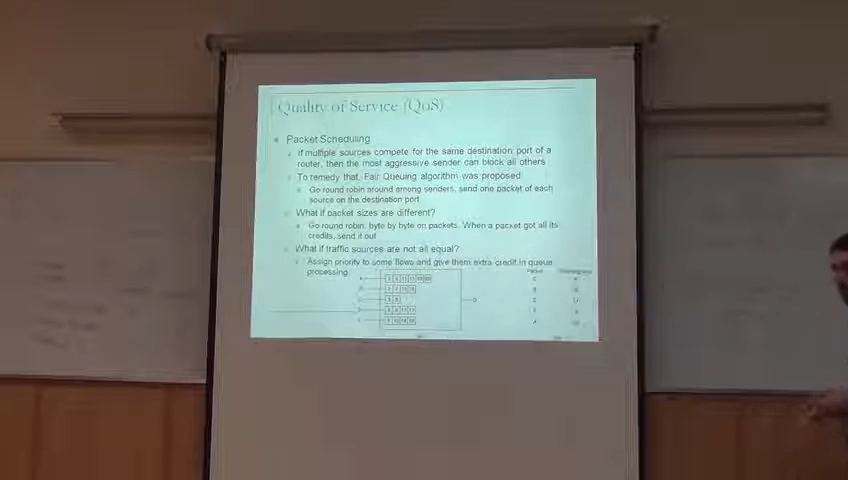 Quality of Service (QoS)
Packet Scheduling
If multiple sources compete for the same destination port of a
router, then the most aggressive sender can block all others
To remedy that, Fair Queuing algorithm was proposed
Go round robin around among senders, send one packet of each
source on the destination port
What if packet sizes are different?
Go round robin, byte by byte on packets. When a packet got all its
credits, send it out
What if traffic sources are not all equal?
Assign priority to some flows and give them extra credit in queue
processing
Packet